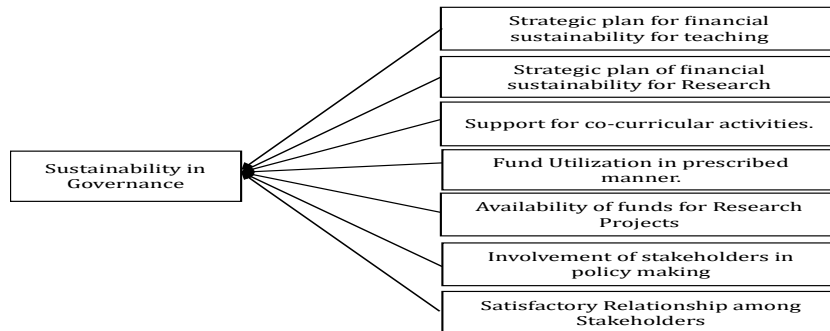 Strategic plan for financial
sustainability for teaching
Strategic plan of financial
sustainability for Research
Support for co-curricular activities.
Sustainability in
Governance
Fund Utilization in prescribed
manner.
Availability of funds for Research
Projects
Involvement of stakeholders in
policy making
Satisfactory Relationship among
Stakeholders